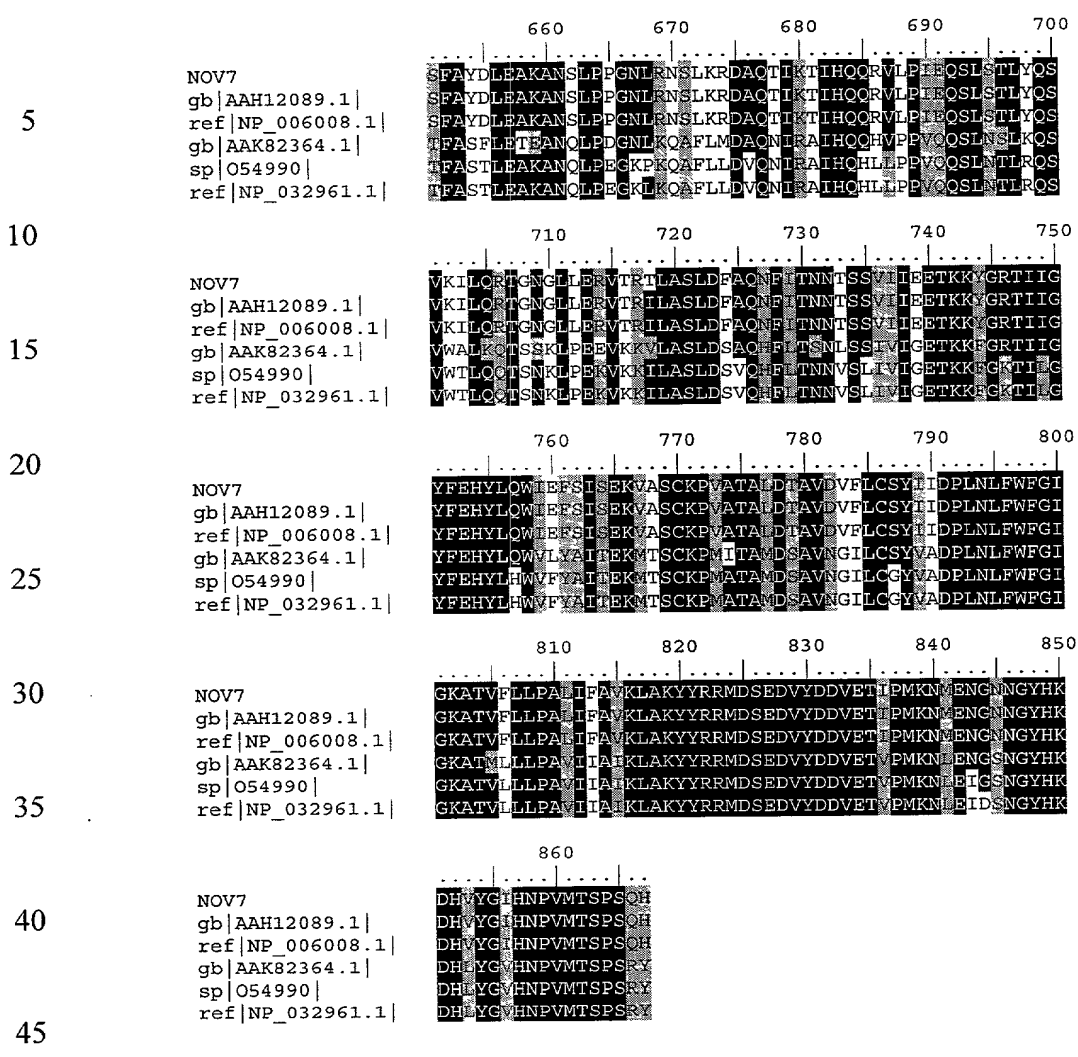 660 670 680 690 700
NOV7 SFAYDLEAKANSLPPGNLRNSLKRDAQTIKTIHQQRVLPIEQSLSTLYQS
5 gb|AAH12089.1| SFAYDLEAKANSLPPGNLRNSLKRDAQTIKTIHQQRVLPIEQSLSTLYQS
ref|NP_006008.1| SFAYDLEAKANSLPPGNLRNSLKRDAQTIKTIHQQRVLPIEQSLSTLYQS
gb|AAK82364.1| TFASFLETEANQLPDGNLKQAFLMDAQNIRAIHQQHVPPVQQSLNSLKQS
sp|O54990| TFASTLEAKANQLPEGKPKQAFLLDVQNIRAIHQHLLPPVQQSLNTLRQS
ref|NP_032961.1| TFASTLEAKANQLPEGKLKQAFLLDVQNIRAIHQHLLPPVQQSLNTLRQS
10 710 720 730 740 750
NOV7 VKILQRTGNGLLERVTRTLASLDFAQNFITNNTSSVIIEETKKYGRTIIG
gb|AAH12089.1| VKILQRTGNGLLERVTRILASLDFAQNFITNNTSSVIIEETKKYGRTIIG
ref|NP_006008.1| VKILQRTGNGLLERVTRILASLDFAQNFITNNTSSVIIEETKKYGRTIIG
15 gb|AAK82364.1| VWALKQTSSKLPEEVKKVLASLDSAQHFLTSNLSSIVIGETKKFGRTIIG
sp|O54990| VWTLQQTSNKLPEKVKKILASLDSVQHFLTNNVSLIVIGETKKFGKTILG
ref|NP_032961.1| VWTLQQTSNKLPEKVKKILASLDSVQHFLTNNVSLIVLGETKKFGKTILG
20 760 770 780 790 800
NOV7 YFEHYLQWIEFSISEKVASCKPVATALDTAVDVFLCSYIIDPLNLFWFGI
gb|AAH12089.1| YFEHYLQWIEFSISEKVASCKPVATALDTAVDVFLCSYIIDPLNLFWFGI
ref|NP_006008.1| YFEHYLQWIEFSISEKVASCKPVATALDTAVDVFLCSYIIDPLNLFWFGI
gb|AAK82364.1| YFEHYLQWVLYAITEKMTSCKPMITAMDSAVNGILCSYVADPLNLFWFGI
25 sp|O54990| YFEHYLHWVFYAITEKMTSCKPMATAMDSAVNGILCGYVADPLNLFWFGI
ref|NP_032961.1| YFEHYLHWVFYAITEKMTSCKPMATAMDSAVNGILCGYVADPLNLFWFGI
810 820 830 840 850
30 NOV7 GKATVFLLPALIFAVKLAKYYRRMDSEDVYDDVETIPMKNMENGNNGYHK
gb|AAH12089.1| GKATVFLLPALIFAVKLAKYYRRMDSEDVYDDVETIPMKNMENGNNGYHK
ref|NP_006008.1| GKATVFLLPALIFAVKLAKYYRRMDSEDVYDDVETIPMKNMENGNNGYHK
gb|AAK82364.1| GKATMLLLPAVIIAIKLAKYYRRMDSEDVYDDVETVPMKNLENGSNGYHK
sp|O54990| GKATVLLLPAVIIAIKLAKYYRRMDSEDVYDDVETVPMKNLEIGSNGYHK
35 ref|NP_032961.1| GKATVLLLPAVIIAIKLAKYYRRMDSEDVYDDVETVPMKNLEIDSNGYHK
860
NOV7 DHVYGIHNPVMTSPSQH
40 gb|AAH12089.1| DHVYGIHNPVMTSPSQH
ref|NP_006008.1| DHVYGIHNPVMTSPSQH
gb|AAK82364.1| DHLYGVHNPVMTSPSRY
sp|O54990| DHLYGVHNPVMTSPSRY
ref|NP_032961.1| DHLYGVHNPVMTSPSRY
45